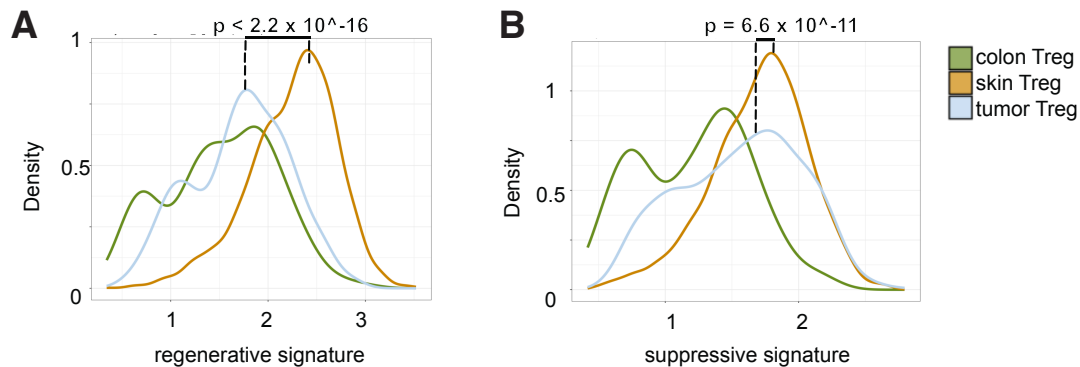 A
p < 2.2 x 10^-16
1
0.5
0
Density
1 2 3
regenerative signature
B
p = 6.6 x 10^-11
1
0.5
0
Density
1 2
suppressive signature
colon Treg
skin Treg
tumor Treg